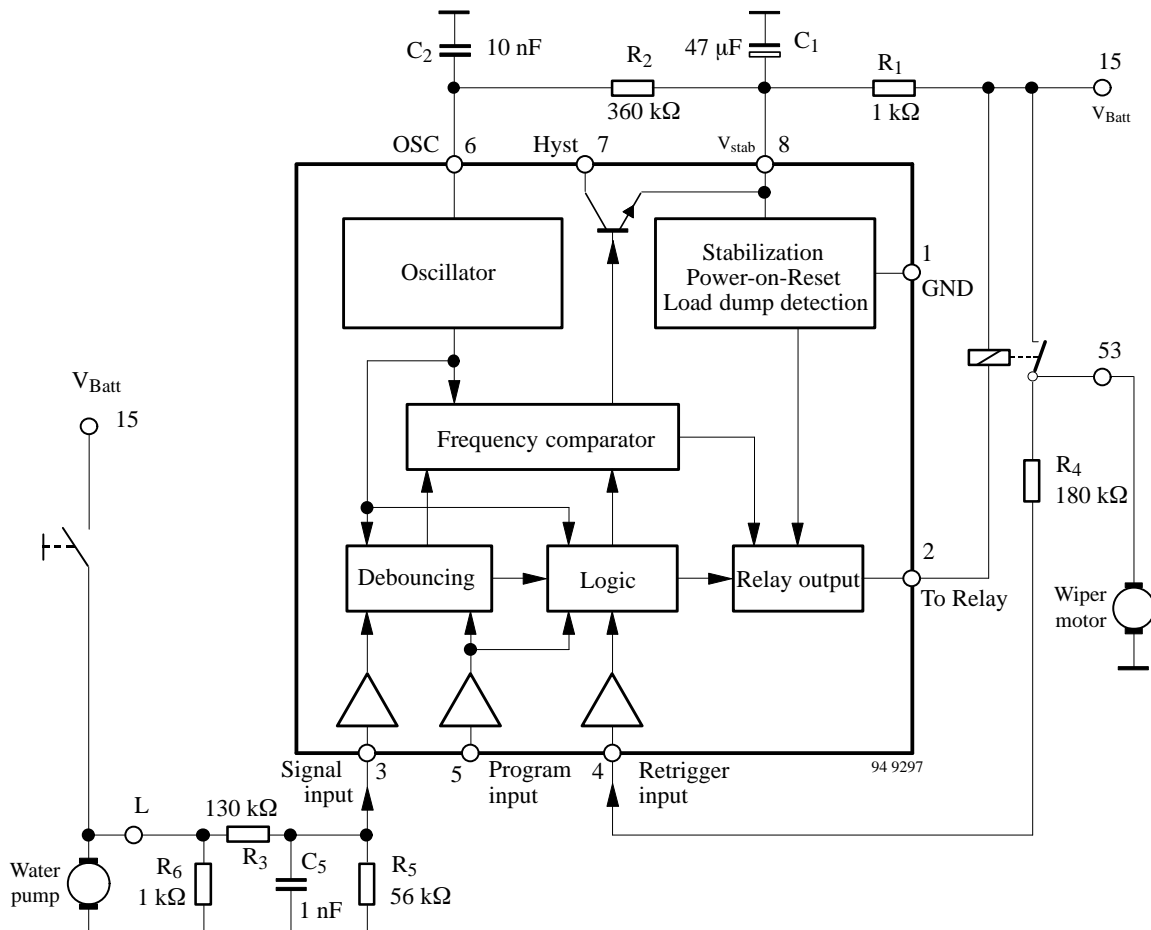 C2
10 nF
47 µF
C1
R2
360 kΩ
R1
1 kΩ
15
VBatt
OSC
6
Hyst
7
Vstab
8
Oscillator
Stabilization
Power-on-Reset
Load dump detection
1
GND
53
VBatt
15
Frequency comparator
R4
180 kΩ
Debouncing
Logic
Relay output
2
To Relay
Wiper
motor
94 9297
Signal
input
3
5
Program
input
4
Retrigger
input
L
130 kΩ
R3
Water
pump
R6
1 kΩ
C5
1 nF
R5
56 kΩ